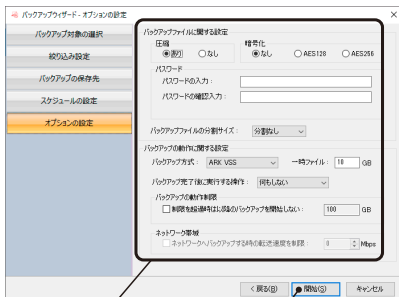 バックアップウィザード - オプションの設定
バックアップ対象の選択
絞り込み設定
バックアップの保存先
スケジュールの設定
オプションの設定
バックアップファイルに関する設定
圧縮
あり なし
暗号化
なし AES128 AES256
パスワード
パスワードの入力:
パスワードの確認入力:
バックアップファイルの分割サイズ: 分割なし
バックアップの動作に関する設定
バックアップ方式: ARK VSS 一時ファイル: 10 GB
バックアップ完了後に実行する操作: 何もしない
バックアップの動作制限
制限を超過時は以降のバックアップを開始しない: 100 GB
ネットワーク帯域
ネットワークへバックアップする時の転送速度を制限: 9 Mbps
< 戻る(B) 開始(S) キャンセル